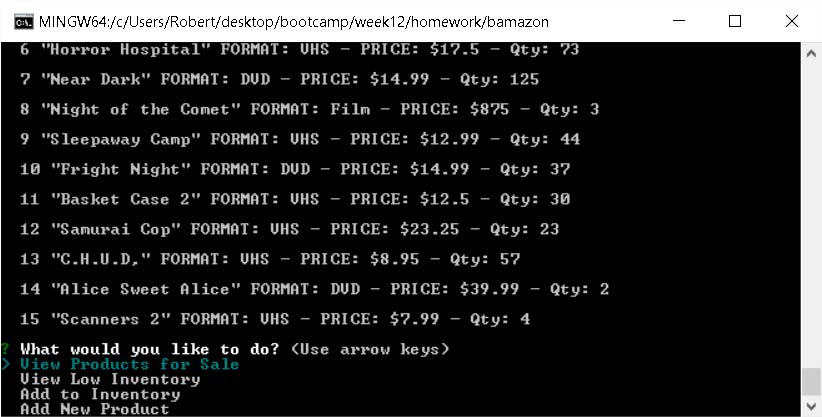 MINGW64:/c/Users/Robert/desktop/bootcamp/week12/homework/bamazon
6 "Horror Hospital" FORMAT: VHS - PRICE: $17.5 - Qty: 73
7 "Near Dark" FORMAT: DVD - PRICE: $14.99 - Qty: 125
8 "Night of the Comet" FORMAT: Film - PRICE: $875 - Qty: 3
9 "Sleepaway Camp" FORMAT: VHS - PRICE: $12.99 - Qty: 44
10 "Fright Night" FORMAT: DVD - PRICE: $14.99 - Qty: 37
11 "Basket Case 2" FORMAT: VHS - PRICE: $12.5 - Qty: 30
12 "Samurai Cop" FORMAT: VHS - PRICE: $23.25 - Qty: 23
13 "C.H.U.D," FORMAT: VHS - PRICE: $8.95 - Qty: 57
14 "Alice Sweet Alice" FORMAT: DVD - PRICE: $39.99 - Qty: 2
15 "Scanners 2" FORMAT: VHS - PRICE: $7.99 - Qty: 4
? What would you like to do? (Use arrow keys)
> View Products for Sale
View Low Inventory
Add to Inventory
Add New Product